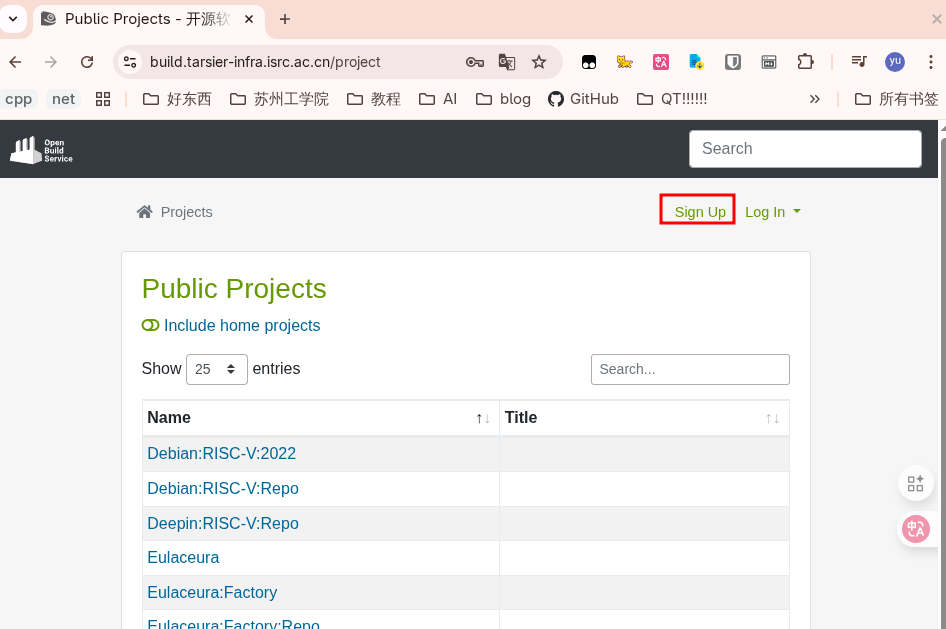 Public Projects - 开源软
build.tarsier-infra.isrc.ac.cn/project
yu
cpp net 好东西 苏州工学院 教程 AI blog GitHub QT!!!!!! » 所有书签
Open
Build
Service
Search
Projects
Sign Up
Log In
Public Projects
Include home projects
Show 25 entries
Search...
Name ↑↓ Title ↑↓
Debian:RISC-V:2022
Debian:RISC-V:Repo
Deepin:RISC-V:Repo
Eulaceura
Eulaceura:Factory
Eulaceura:Factory:Repo